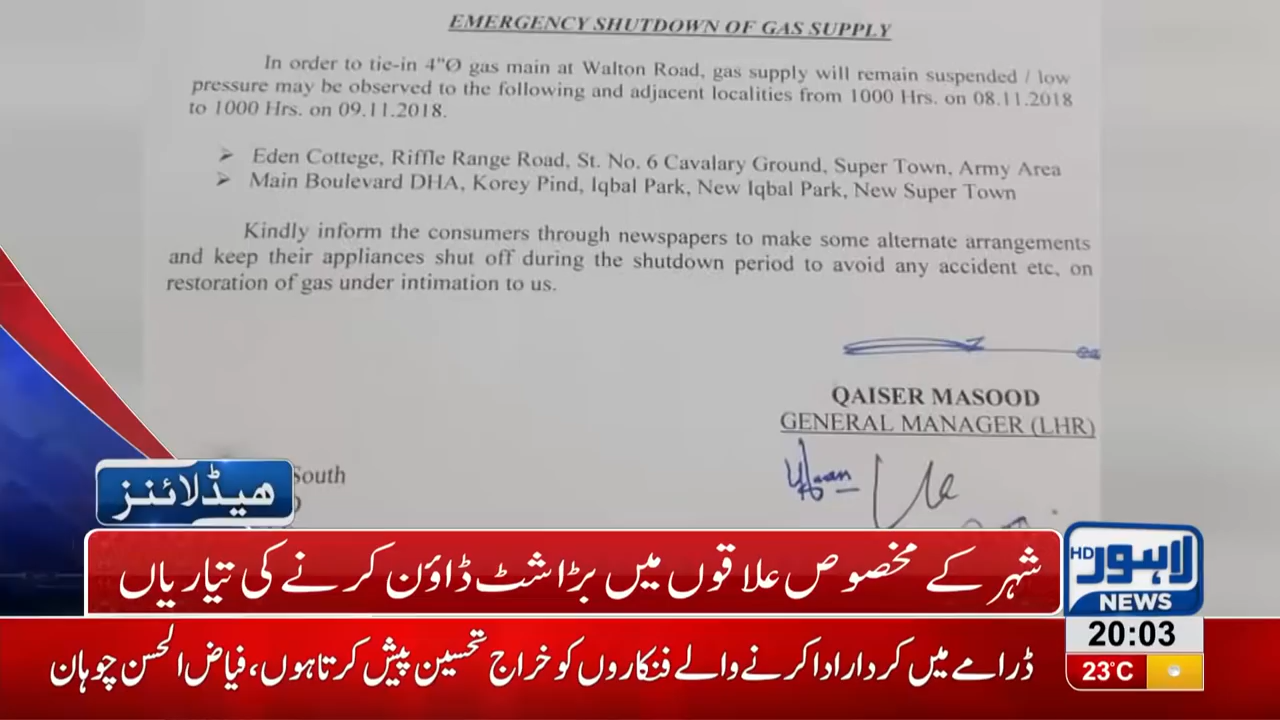 EMERGENCY SHUTDOWN OF GAS SUPPLY
In order to tie-in 4"Ø gas main at Walton Road, gas supply will remain suspended / low
pressure may be observed to the following and adjacent localities from 1000 Hrs. on 08.11.2018
to 1000 Hrs. on 09.11.2018.
➢ Eden Cottege, Riffle Range Road, St. No. 6 Cavalary Ground, Super Town, Army Area
➢ Main Boulevard DHA, Korey Pind, Iqbal Park, New Iqbal Park, New Super Town
Kindly inform the consumers through newspapers to make some alternate arrangements
and keep their appliances shut off during the shutdown period to avoid any accident etc, on
restoration of gas under intimation to us.
QAISER MASOOD
GENERAL MANAGER (LHR)
South
ہیڈلائنز
شہر کے مخصوص علاقوں میں بڑا شٹ ڈاؤن کرنے کی تیاریاں
لاہور HD
NEWS
20:03
23°C
ڈرامے میں کردار ادا کرنے والے فنکاروں کو خراج تحسین پیش کرتا ہوں، فیاض الحسن چوہان